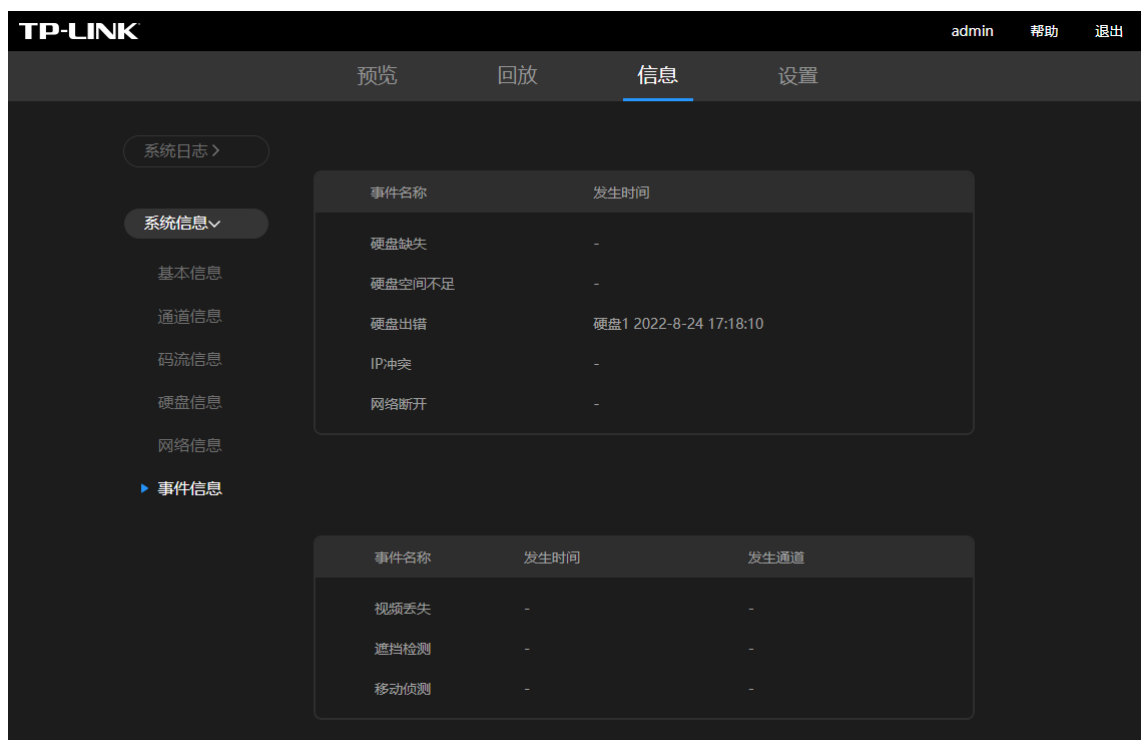 TP-LINK
admin 帮助 退出
预览 回放 信息 设置
系统日志
系统信息
基本信息
通道信息
码流信息
硬盘信息
网络信息
事件信息
事件名称 发生时间
硬盘缺失 -
硬盘空间不足 -
硬盘出错 硬盘1 2022-8-24 17:18:10
IP冲突 -
网络断开 -
事件名称 发生时间 发生通道
视频丢失 - -
遮挡检测 - -
移动侦测 - -